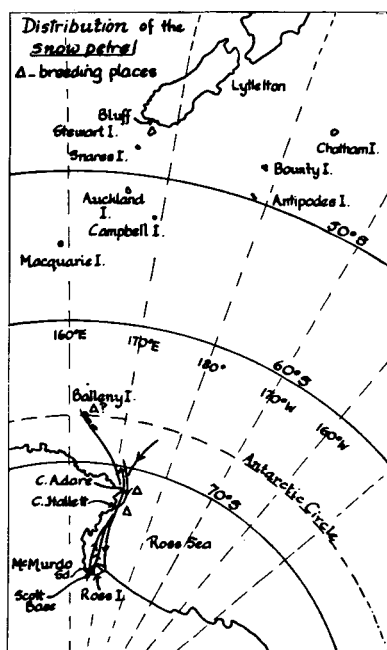 Distribution of the
snow petrel
Δ - breeding places
Lyttelton
Bluff
Stewart I.
Snares I.
Chatham I.
Bounty I.
Antipodes I.
Auckland
I.
Campbell I.
Macquarie I.
50°S
160°E
170°E
180°
170°W
160°W
60°S
Balleny I.
Δ?
Antarctic Circle
C. Adare
C. Hallett
70°S
Ross Sea
McMurdo
Sd
Scott
Base
Ross I.